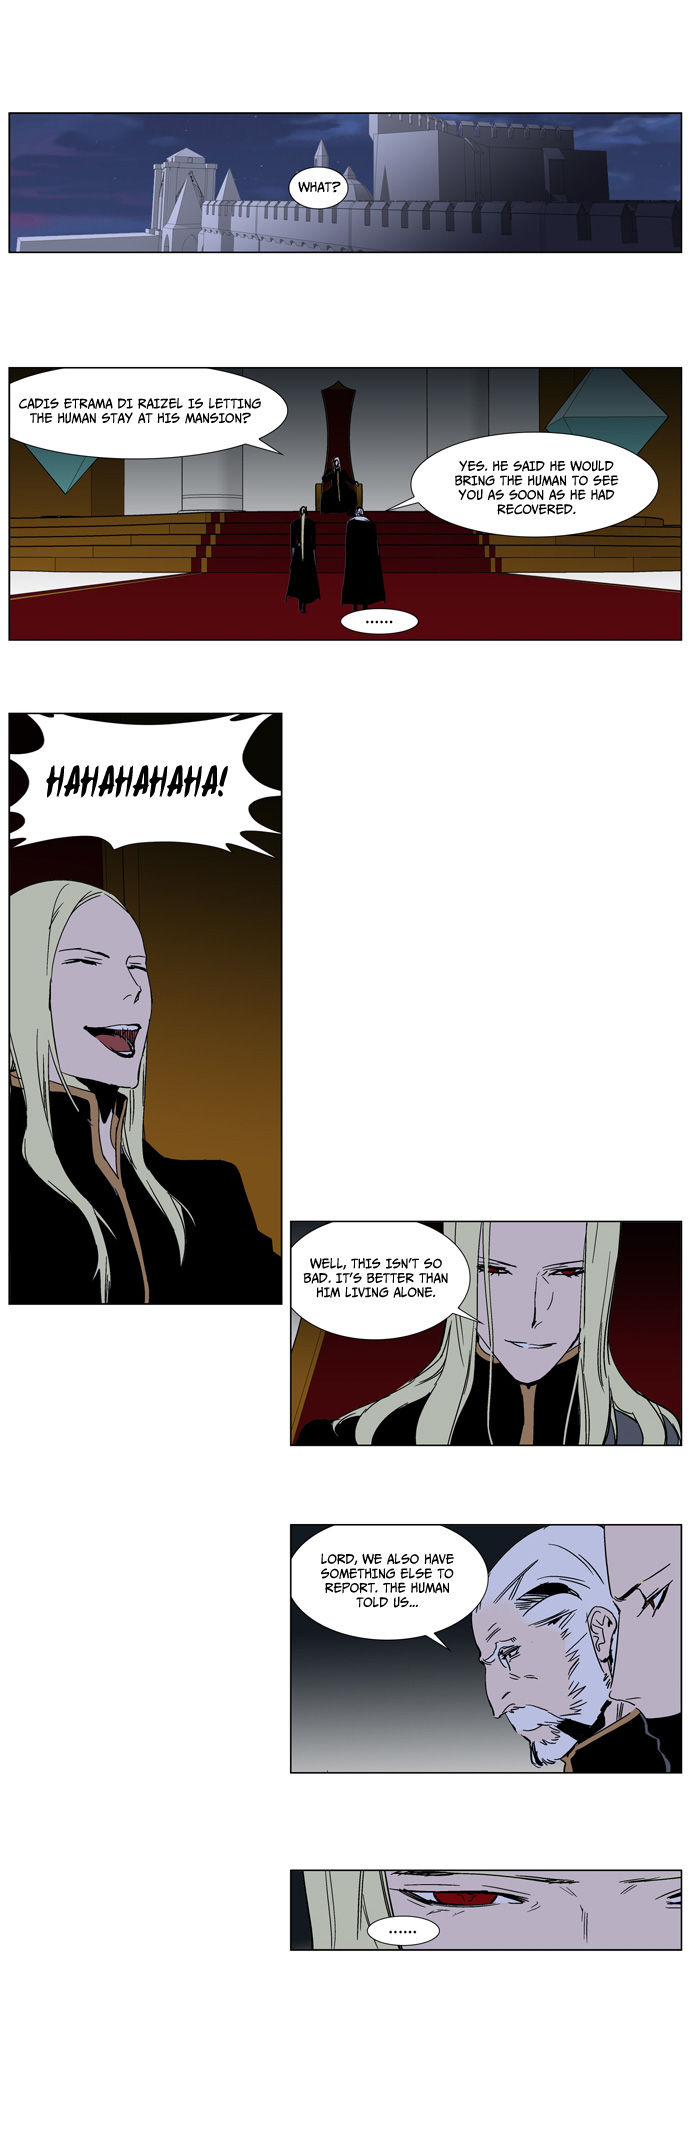 WHAT?
CADIS ETRAMA DI RAIZEL IS LETTING
THE HUMAN STAY AT HIS MANSION?
YES. HE SAID HE WOULD
BRING THE HUMAN TO SEE
YOU AS SOON AS HE HAD
RECOVERED.
......
HAHAHAHAHA!
WELL, THIS ISN'T SO
BAD. IT'S BETTER THAN
HIM LIVING ALONE.
LORD, WE ALSO HAVE
SOMETHING ELSE TO
REPORT. THE HUMAN
TOLD US...
......